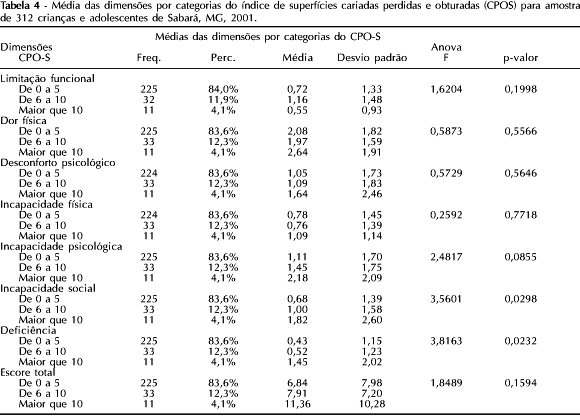 Tabela 4 - Média das dimensões por categorias do índice de superfícies cariadas perdidas e obturadas (CPOS) para amostra
de 312 crianças e adolescentes de Sabará, MG, 2001.
Médias das dimensões por categorias do CPO-S
Dimensões Anova
CPO-S Freq. Perc. Média Desvio padrão F p-valor
Limitação funcional
De 0 a 5 225 84,0% 0,72 1,33 1,6204 0,1998
De 6 a 10 32 11,9% 1,16 1,48
Maior que 10 11 4,1% 0,55 0,93
Dor física
De 0 a 5 225 83,6% 2,08 1,82 0,5873 0,5566
De 6 a 10 33 12,3% 1,97 1,59
Maior que 10 11 4,1% 2,64 1,91
Desconforto psicológico
De 0 a 5 224 83,6% 1,05 1,73 0,5729 0,5646
De 6 a 10 33 12,3% 1,09 1,83
Maior que 10 11 4,1% 1,64 2,46
Incapacidade física
De 0 a 5 224 83,6% 0,78 1,45 0,2592 0,7718
De 6 a 10 33 12,3% 0,76 1,39
Maior que 10 11 4,1% 1,09 1,14
Incapacidade psicológica
De 0 a 5 225 83,6% 1,11 1,70 2,4817 0,0855
De 6 a 10 33 12,3% 1,45 1,75
Maior que 10 11 4,1% 2,18 2,09
Incapacidade social
De 0 a 5 225 83,6% 0,68 1,39 3,5601 0,0298
De 6 a 10 33 12,3% 1,00 1,58
Maior que 10 11 4,1% 1,82 2,60
Deficiência
De 0 a 5 225 83,6% 0,43 1,15 3,8163 0,0232
De 6 a 10 33 12,3% 0,52 1,23
Maior que 10 11 4,1% 1,45 2,02
Escore total
De 0 a 5 225 83,6% 6,84 7,98 1,8489 0,1594
De 6 a 10 33 12,3% 7,91 7,20
Maior que 10 11 4,1% 11,36 10,28